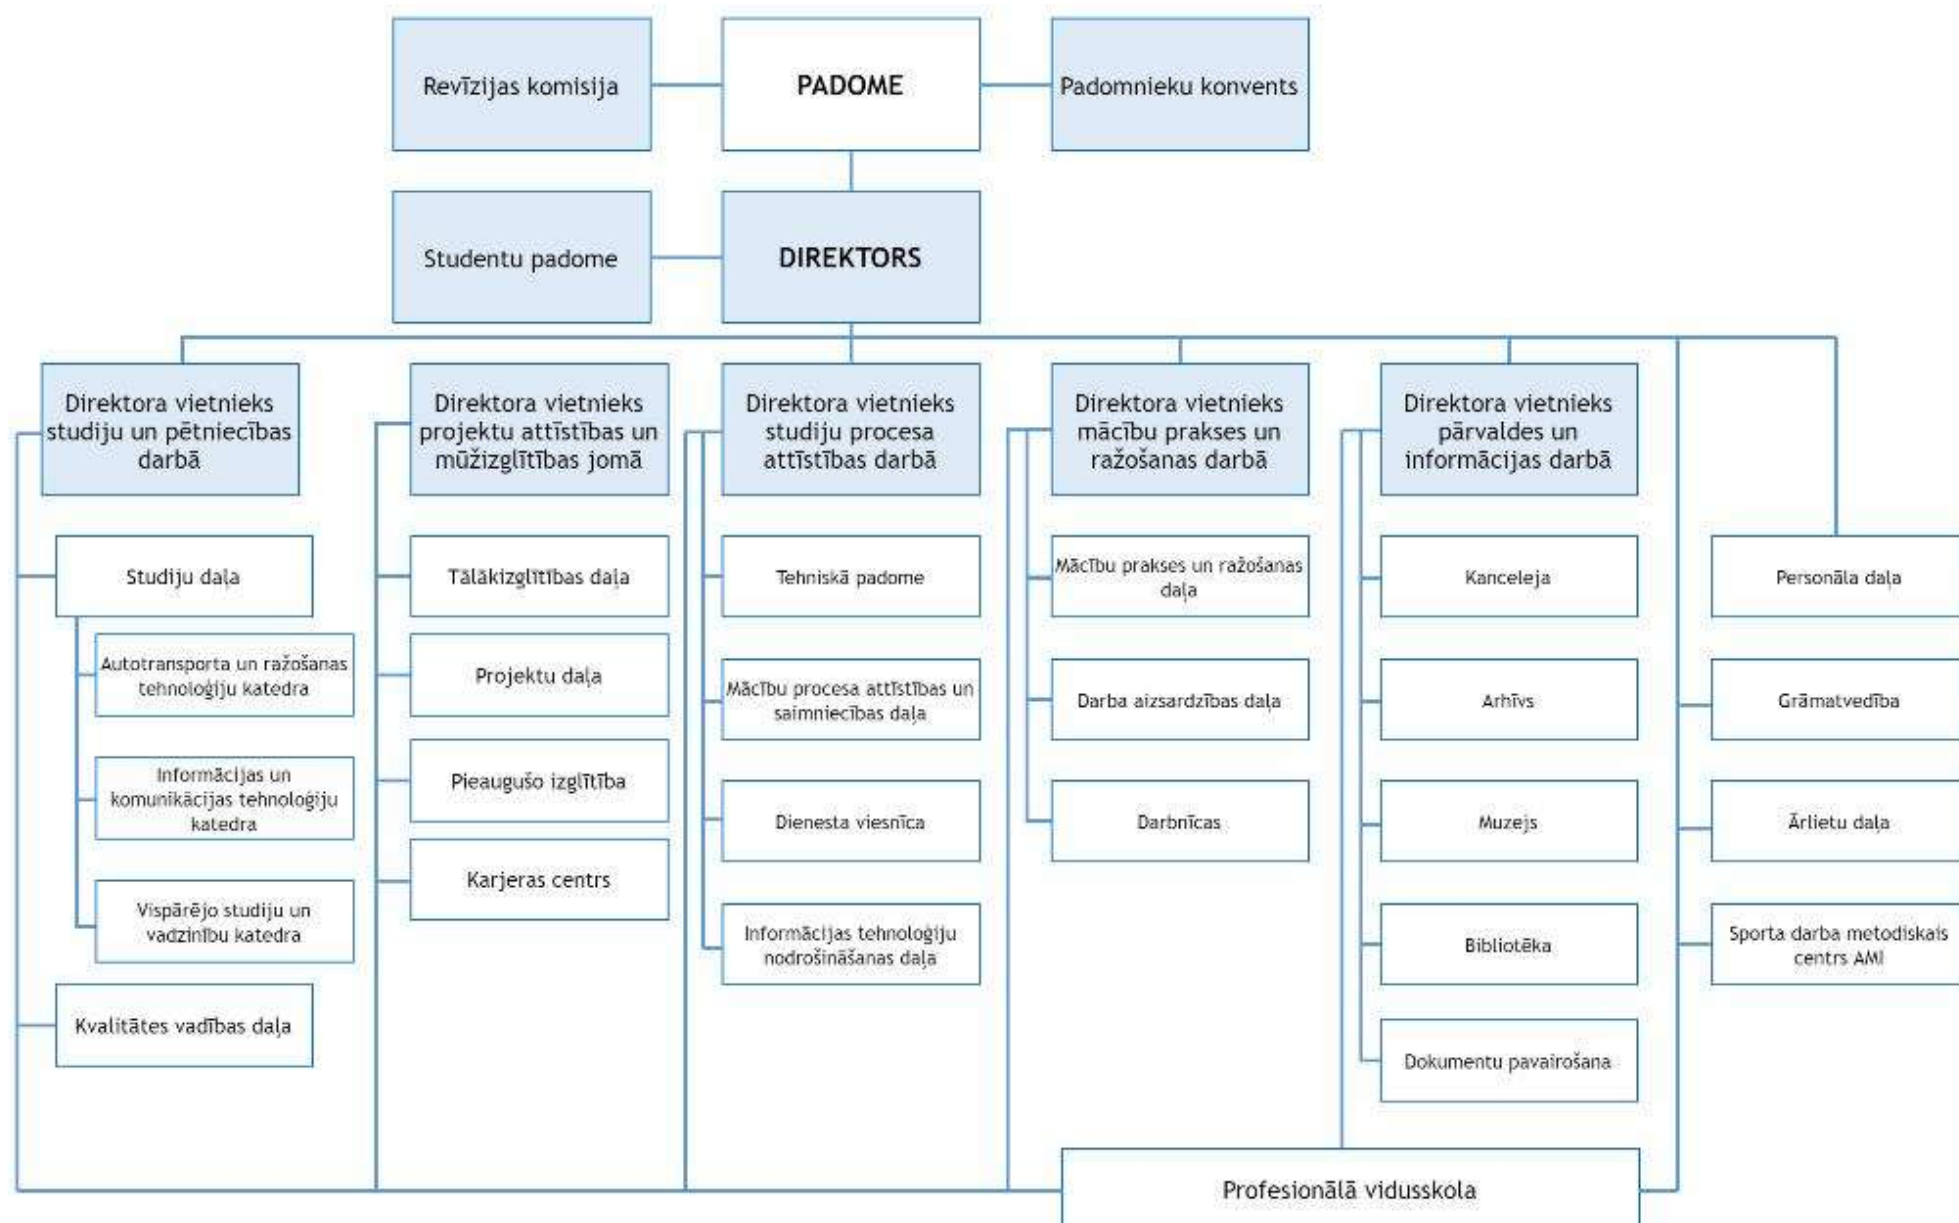 Revīzijas komisija
PADOME
Padomnieku konvents
Studentu padome
DIREKTORS
Direktora vietnieks
studiju un pētniecības
darbā
Direktora vietnieks
projektu attīstības un
mūžizglītības jomā
Direktora vietnieks
studiju procesa
attīstības darbā
Direktora vietnieks
mācību prakses un
ražošanas darbā
Direktora vietnieks
pārvaldes un
informācijas darbā
Studiju daļa
Autotransporta un ražošanas
tehnoloģiju katedra
Informācijas un
komunikācijas tehnoloģiju
katedra
Vispārējo studiju un
vadzinību katedra
Kvalitātes vadības daļa
Tālākizglītības daļa
Projektu daļa
Pieaugušo izglītība
Karjeras centrs
Tehniskā padome
Mācību procesa attīstības un
saimniecības daļa
Dienesta viesnīca
Informācijas tehnoloģiju
nodrošināšanas daļa
Mācību prakses un ražošanas
daļa
Darba aizsardzības daļa
Darbnīcas
Kanceleja
Arhīvs
Muzejs
Bibliotēka
Dokumentu pavairošana
Personāla daļa
Grāmatvedība
Ārlietu daļa
Sporta darba metodiskais
centrs AMI
Profesionālā vidusskola